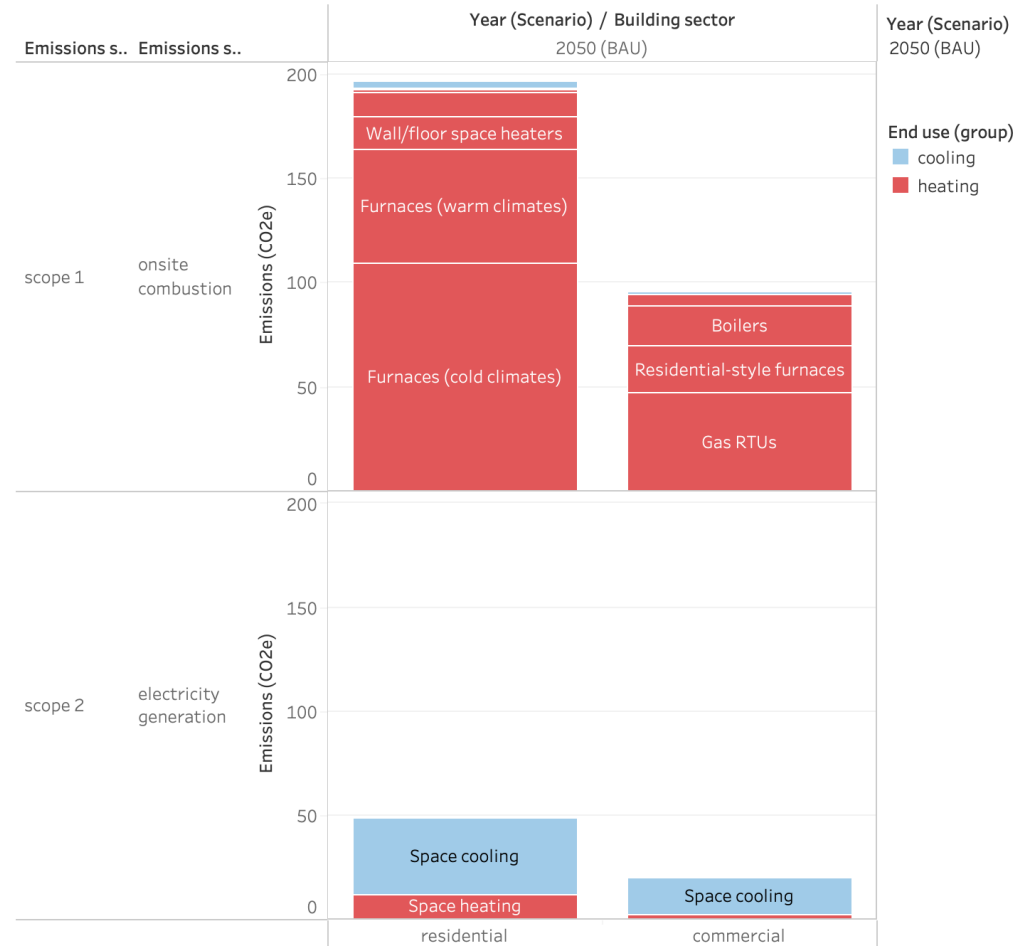 Year (Scenario) / Building sector
Emissions s.. Emissions s..
2050 (BAU)
Year (Scenario)
2050 (BAU)
End use (group)
cooling
heating
scope 1
onsite
combustion
Emissions (CO2e)
200
150
100
50
0
Wall/floor space heaters
Furnaces (warm climates)
Furnaces (cold climates)
Boilers
Residential-style furnaces
Gas RTUs
scope 2
electricity
generation
Emissions (CO2e)
200
150
100
50
0
Space cooling
Space heating
Space cooling
residential
commercial